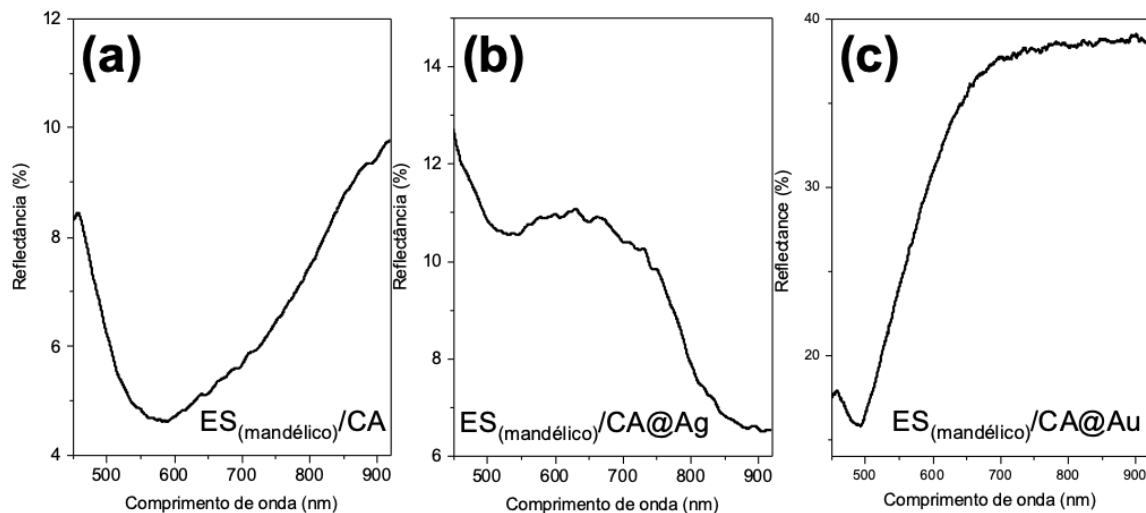 (a)
12
10
8
6
4
Reflectância (%)
500
600
700
800
900
Comprimento de onda (nm)
ES(mandélico)/CA
(b)
14
12
10
8
6
Reflectância (%)
500
600
700
800
900
Comprimento de onda (nm)
ES(mandélico)/CA@Ag
(c)
40
30
20
Reflectance (%)
500
600
700
800
900
Comprimento de onda (nm)
ES(mandélico)/CA@Au